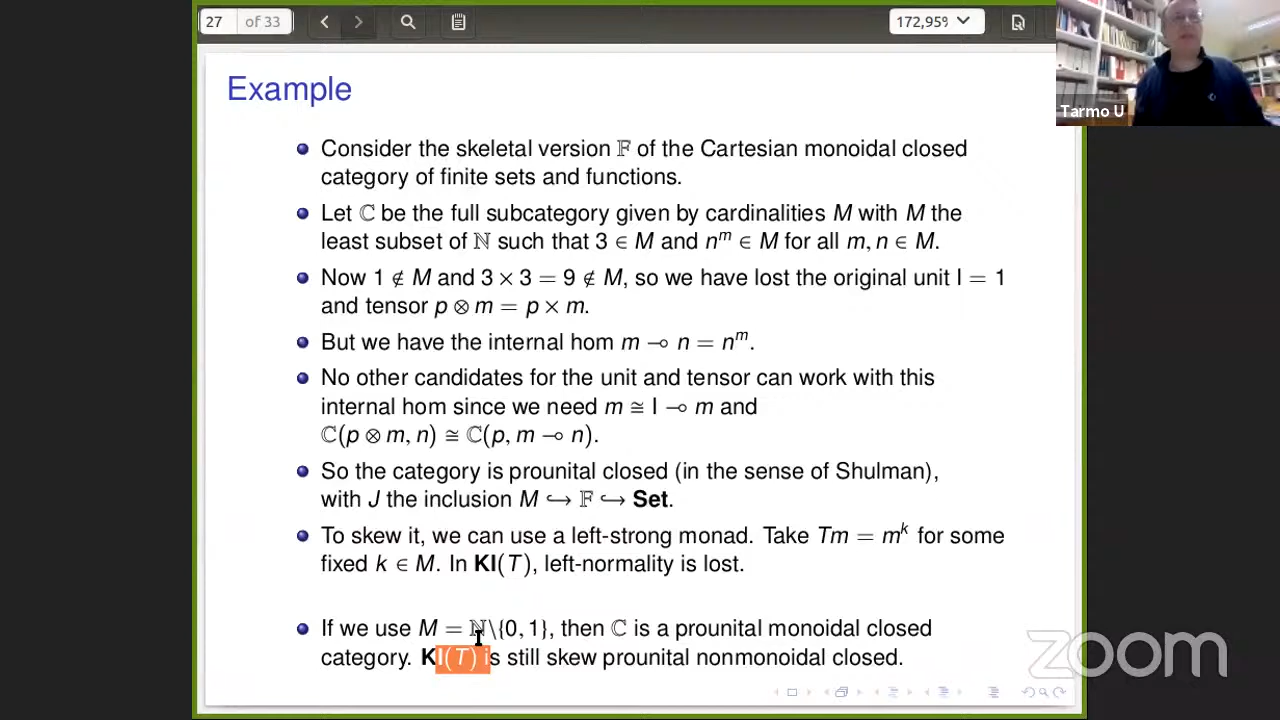 27 of 33
172,95%
Tarmo U
Example
Consider the skeletal version 𝔽 of the Cartesian monoidal closed
category of finite sets and functions.
Let ℂ be the full subcategory given by cardinalities M with M the
least subset of ℕ such that 3 ∈ M and nᵐ ∈ M for all m, n ∈ M.
Now 1 ∉ M and 3 × 3 = 9 ∉ M, so we have lost the original unit I = 1
and tensor p ⊗ m = p × m.
But we have the internal hom m ⊸ n = nᵐ.
No other candidates for the unit and tensor can work with this
internal hom since we need m ≅ I ⊸ m and
ℂ(p ⊗ m, n) ≅ ℂ(p, m ⊸ n).
So the category is prounital closed (in the sense of Shulman),
with J the inclusion M ↪ 𝔽 ↪ Set.
To skew it, we can use a left-strong monad. Take Tm = mᵏ for some
fixed k ∈ M. In Kl(T), left-normality is lost.
If we use M = ℕ\{0, 1}, then ℂ is a prounital monoidal closed
category. Kl(T) is still skew prounital nonmonoidal closed.
zoom